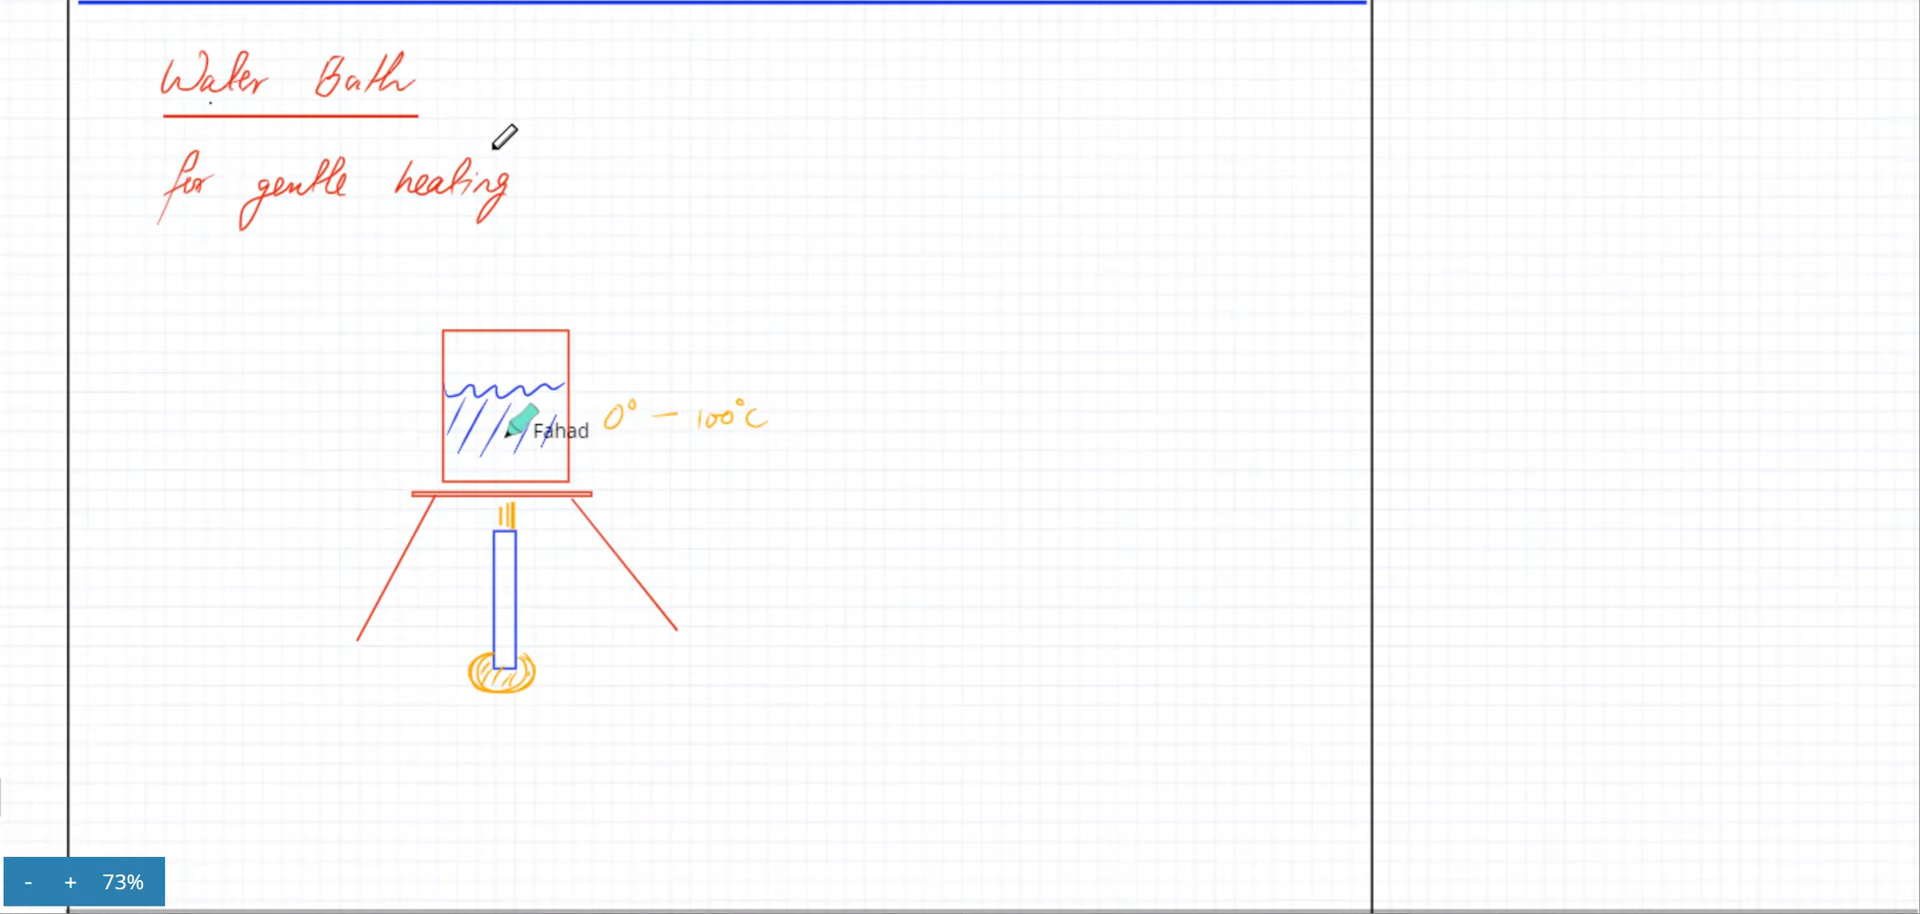 Water Bath
for gentle heating
Fahad 0° — 100°C
- + 73%